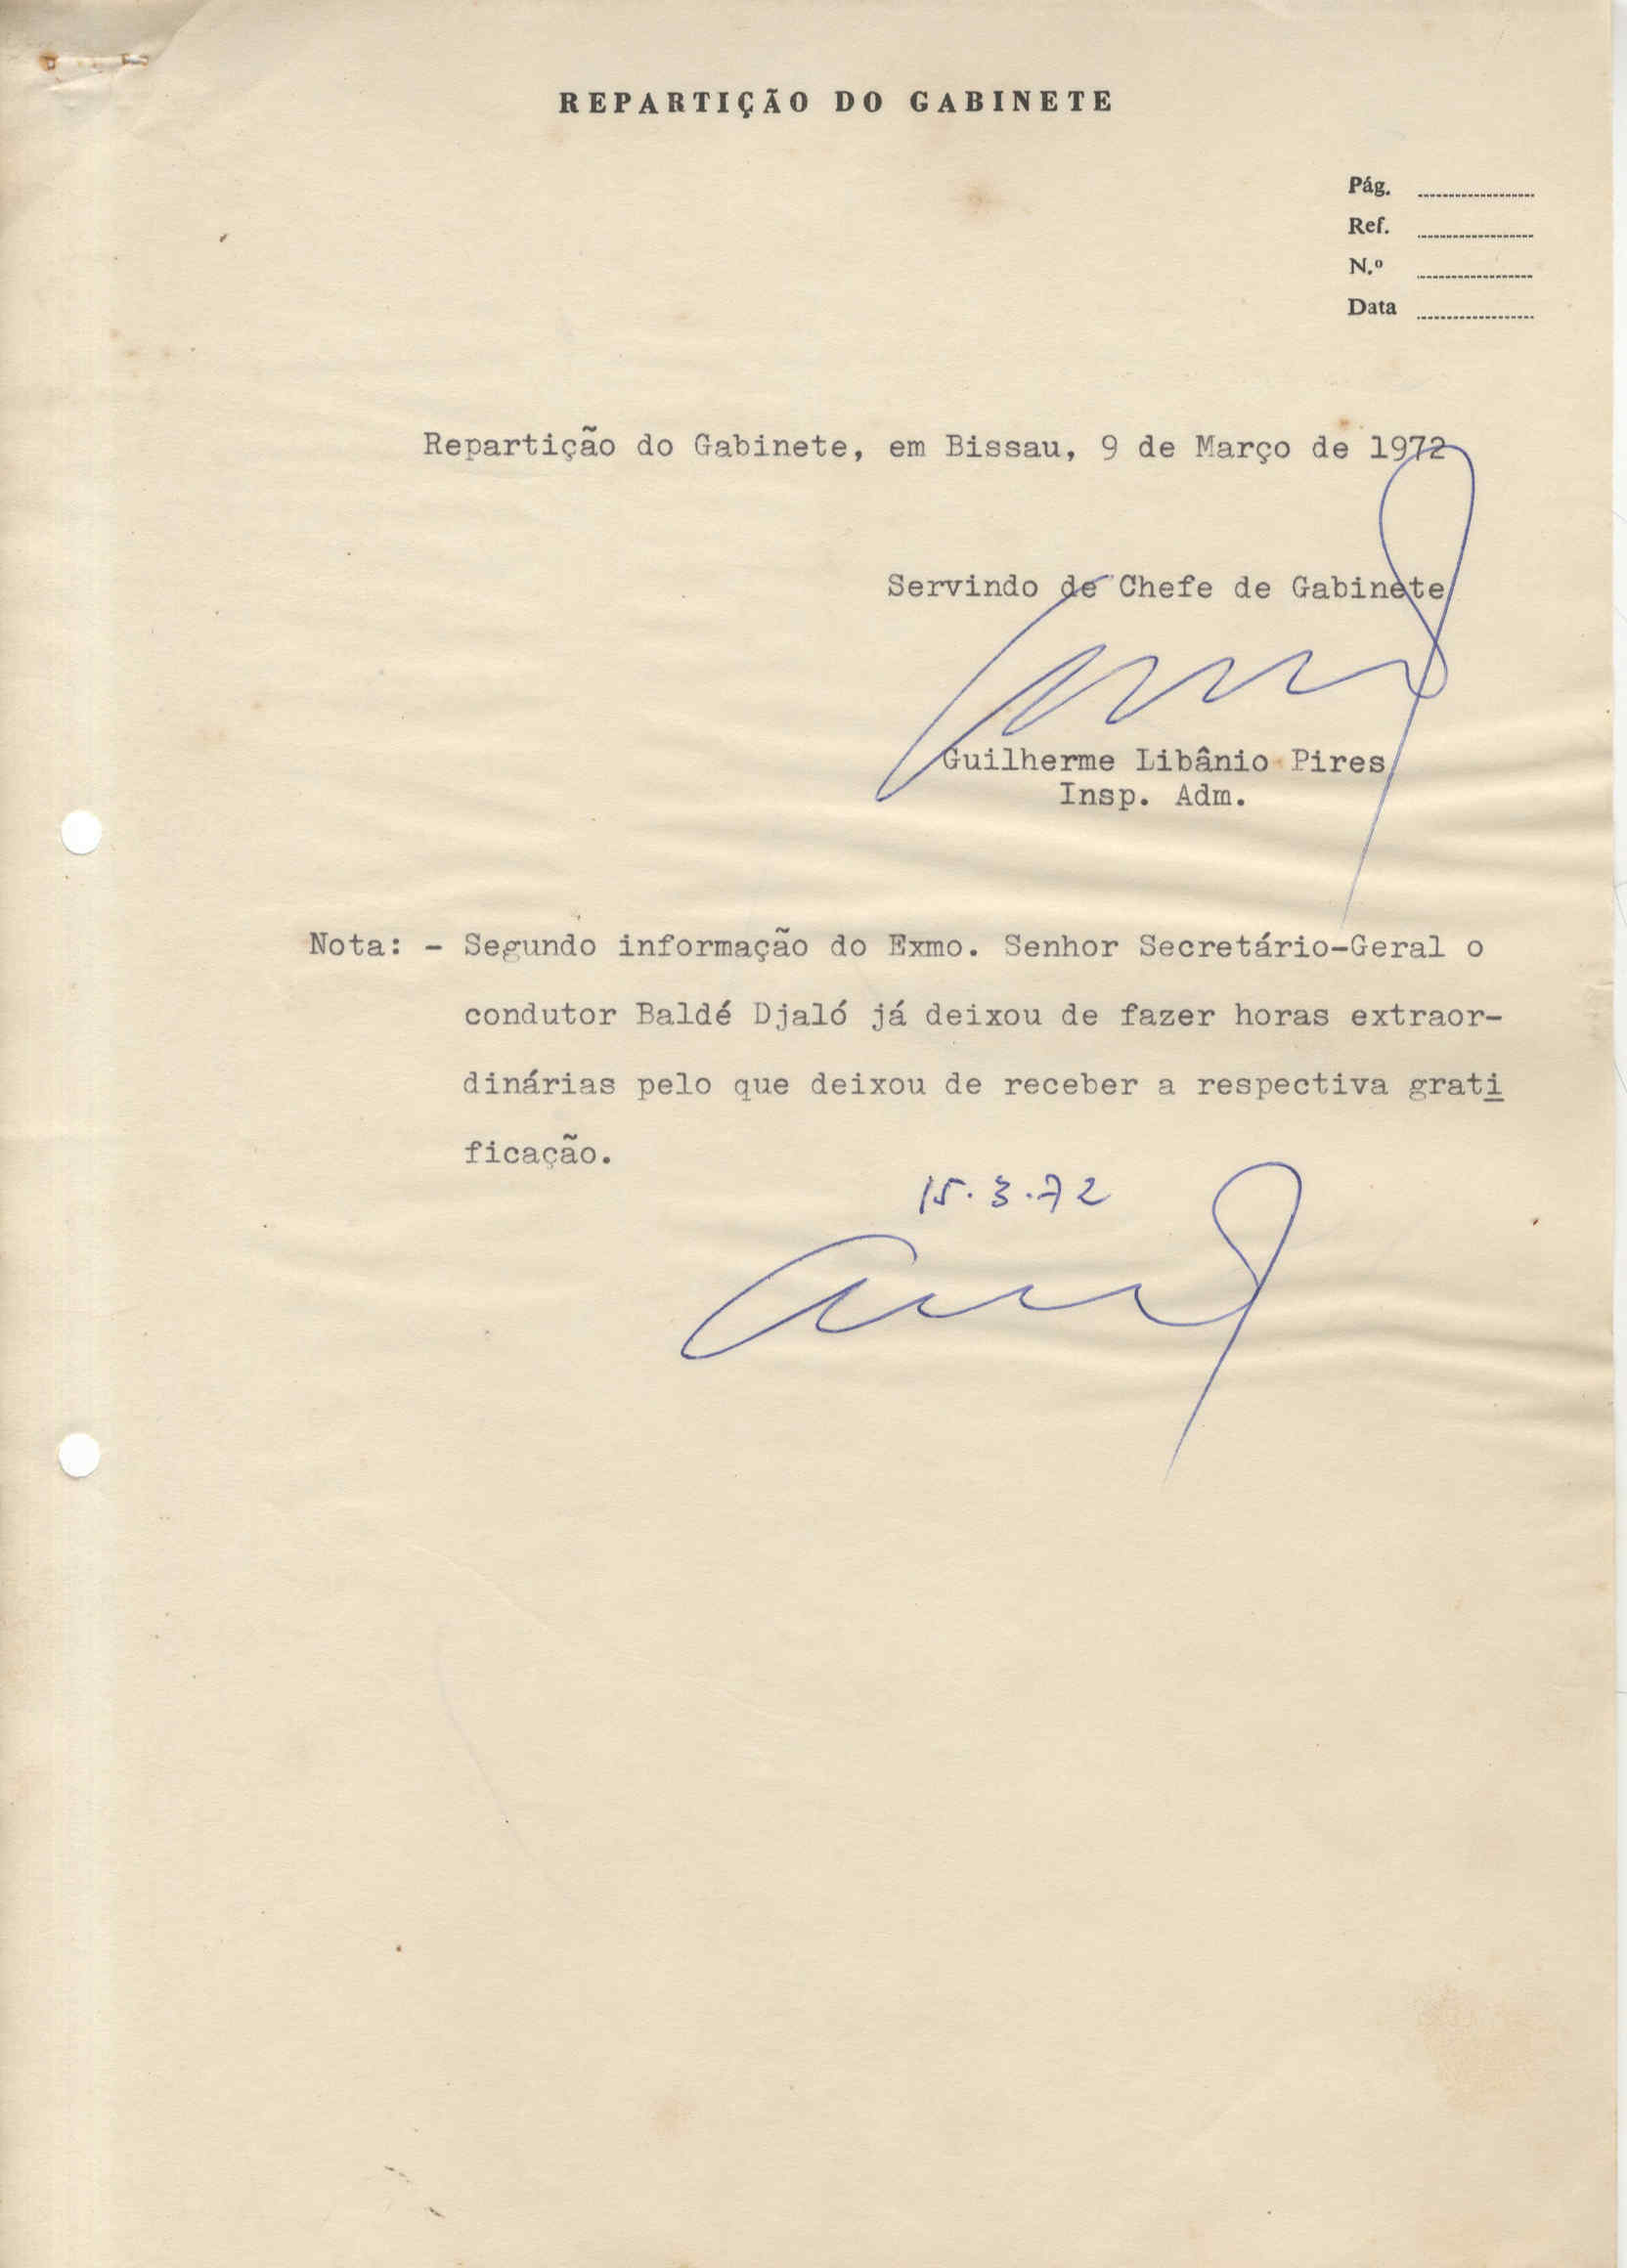 REPARTIÇÃO DO GABINETE
Pág.
Ref.
N.º
Data
Repartição do Gabinete, em Bissau, 9 de Março de 1972
Servindo de Chefe de Gabinete
Guilherme Libânio Pires
Insp. Adm.
Nota: - Segundo informação do Exmo. Senhor Secretário-Geral o
condutor Baldé Djaló já deixou de fazer horas extraor-
dinárias pelo que deixou de receber a respectiva grati
ficação.
15.3.72